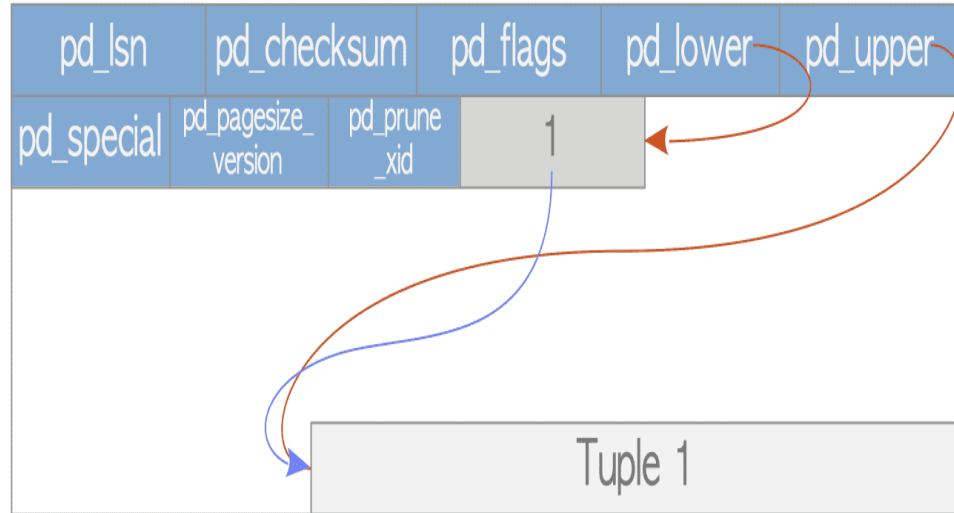 pd_lsn pd_checksum pd_flags pd_lower pd_upper
pd_special pd_pagesize_ pd_prune 1
version _xid
Tuple 1